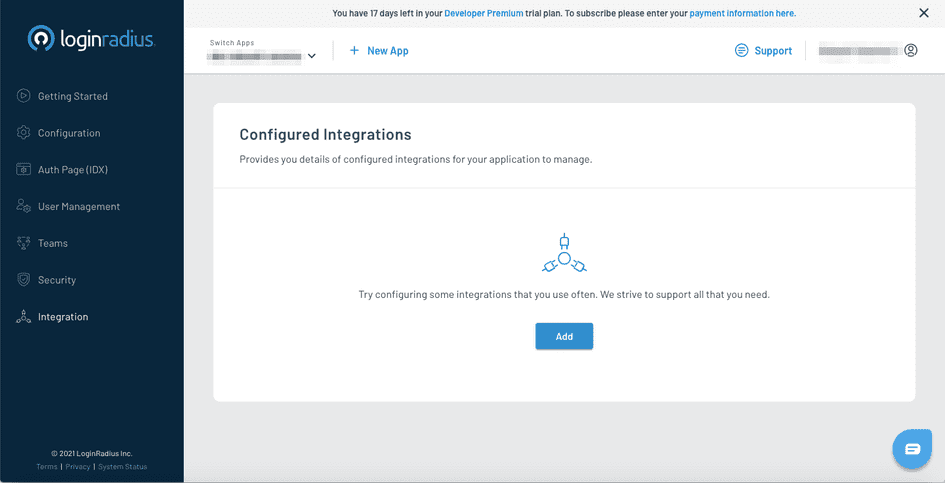 You have 17 days left in your Developer Premium trial plan. To subscribe please enter your payment information here.
loginradius
Switch Apps
+ New App
Support
Getting Started
Configuration
Auth Page (IDX)
User Management
Teams
Security
Integration
Configured Integrations
Provides you details of configured integrations for your application to manage.
Try configuring some integrations that you use often. We strive to support all that you need.
Add
© 2021 LoginRadius Inc.
Terms | Privacy | System Status